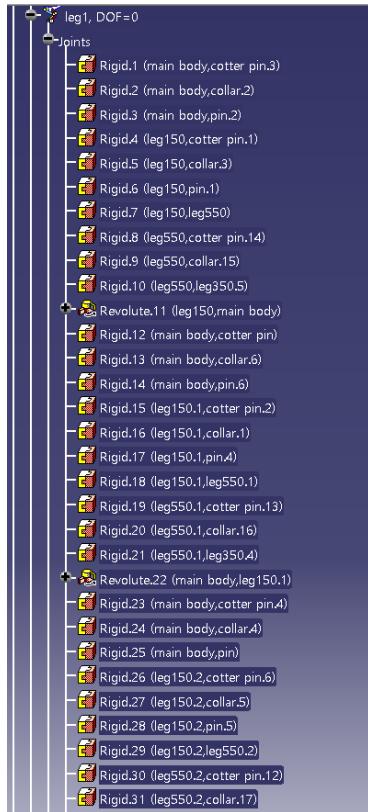 leg1, DOF=0
Joints
Rigid.1 (main body,cotter pin.3)
Rigid.2 (main body,collar.2)
Rigid.3 (main body,pin.2)
Rigid.4 (leg150,cotter pin.1)
Rigid.5 (leg150,collar.3)
Rigid.6 (leg150,pin.1)
Rigid.7 (leg150,leg550)
Rigid.8 (leg550,cotter pin.14)
Rigid.9 (leg550,collar.15)
Rigid.10 (leg550,leg350.5)
Revolute.11 (leg150,main body)
Rigid.12 (main body,cotter pin)
Rigid.13 (main body,collar.6)
Rigid.14 (main body,pin.6)
Rigid.15 (leg150.1,cotter pin.2)
Rigid.16 (leg150.1,collar.1)
Rigid.17 (leg150.1,pin.4)
Rigid.18 (leg150.1,leg550.1)
Rigid.19 (leg550.1,cotter pin.13)
Rigid.20 (leg550.1,collar.16)
Rigid.21 (leg550.1,leg350.4)
Revolute.22 (main body,leg150.1)
Rigid.23 (main body,cotter pin.4)
Rigid.24 (main body,collar.4)
Rigid.25 (main body,pin)
Rigid.26 (leg150.2,cotter pin.6)
Rigid.27 (leg150.2,collar.5)
Rigid.28 (leg150.2,pin.5)
Rigid.29 (leg150.2,leg550.2)
Rigid.30 (leg550.2,cotter pin.12)
Rigid.31 (leg550.2,collar.17)